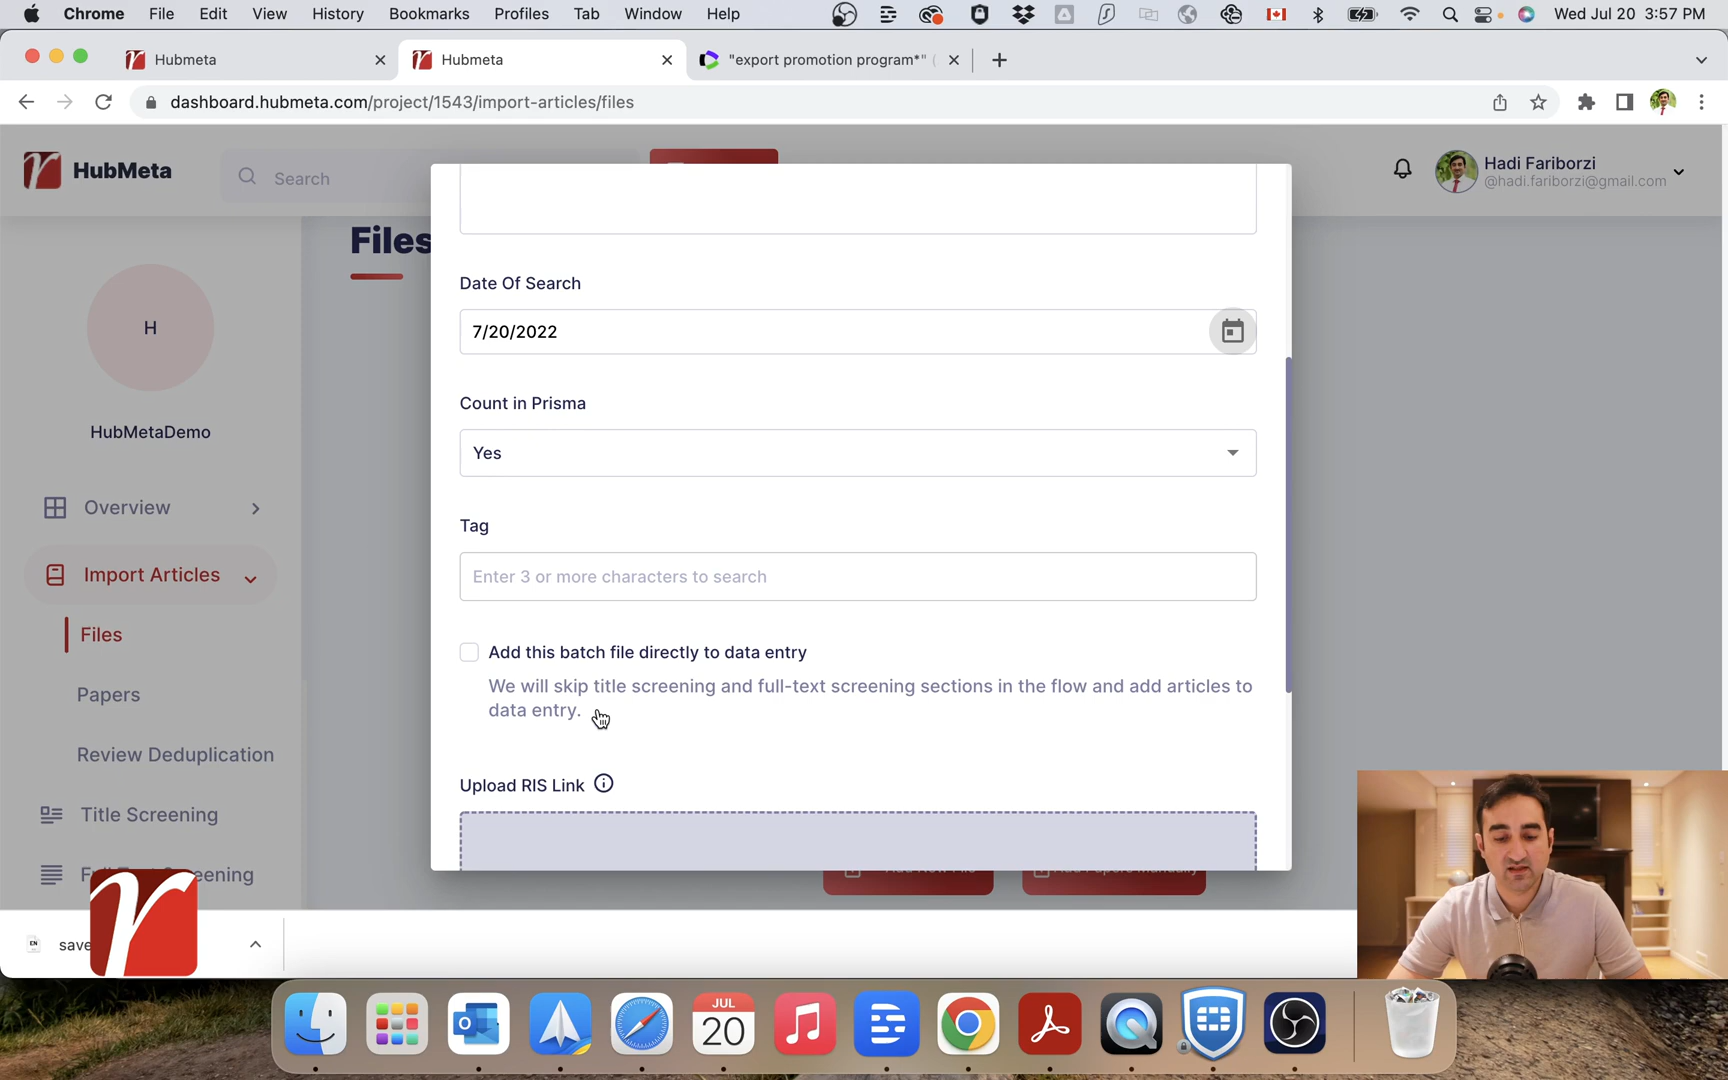 Chrome File Edit View History Bookmarks Profiles Tab Window Help Wed Jul 20 3:57 PM
Hubmeta
Hubmeta
"export promotion program*" (
dashboard.hubmeta.com/project/1543/import-articles/files
HubMeta
Search
Hadi Fariborzi
@hadi.fariborzi@gmail.com
Files
H
HubMetaDemo
Overview
Import Articles
Files
Papers
Review Deduplication
Title Screening
Date Of Search
7/20/2022
Count in Prisma
Yes
Tag
Enter 3 or more characters to search
Add this batch file directly to data entry
We will skip title screening and full-text screening sections in the flow and add articles to
data entry.
Upload RIS Link
EN
save
JUL
20